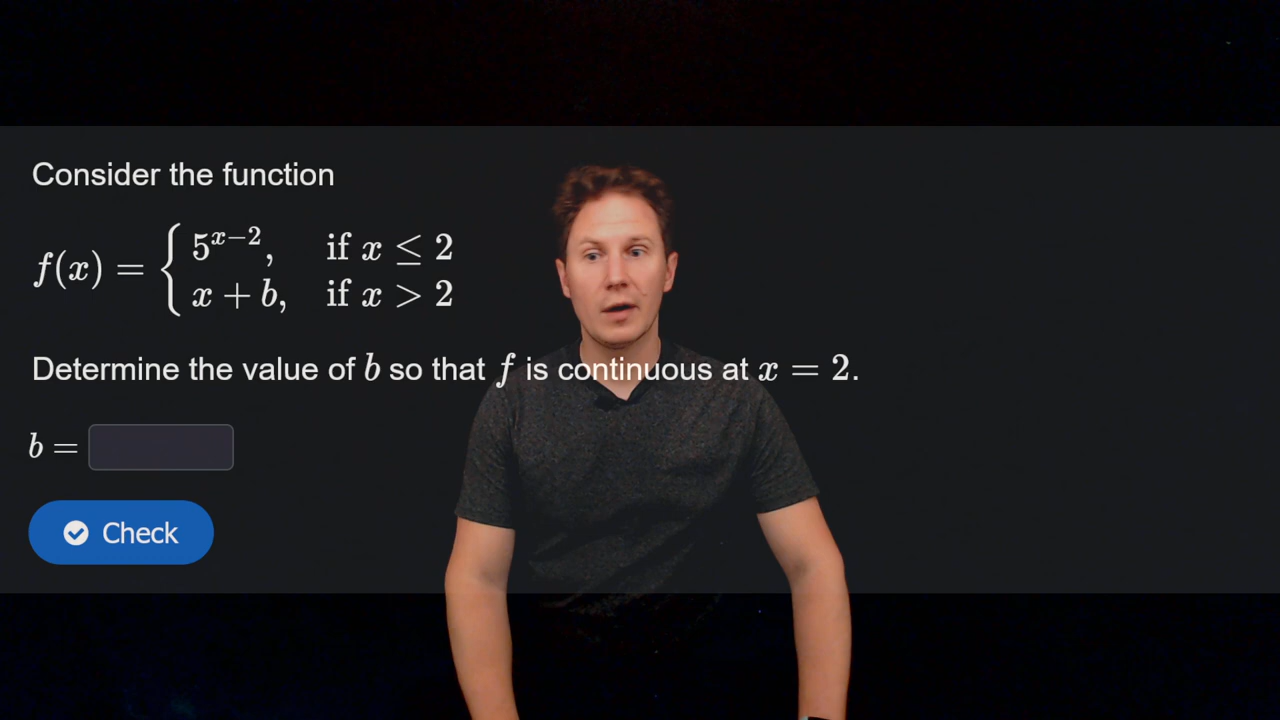 Consider the function
f(x) = { 5^{x−2}, if x ≤ 2
x + b, if x > 2
Determine the value of b so that f is continuous at x = 2.
b =
Check